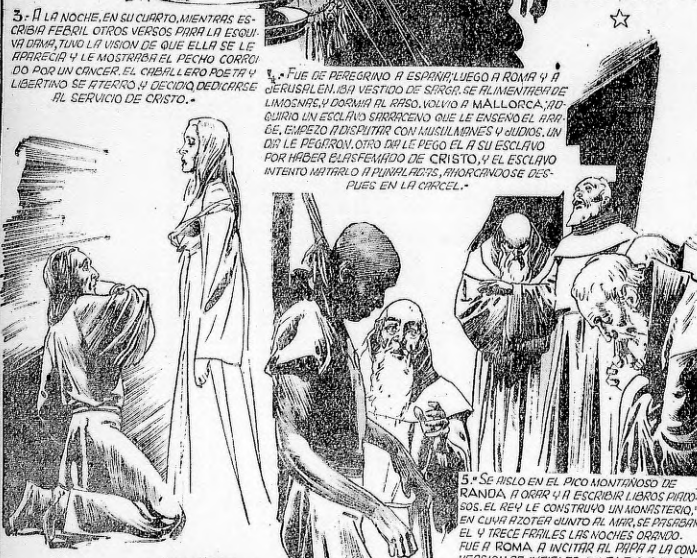 3.- A LA NOCHE, EN SU CUARTO, MIENTRAS ES-
CRIBIA FEBRIL OTROS VERSOS PARA LA ESQUI-
VA DAMA, TUVO LA VISION DE QUE ELLA SE LE
APARECIA Y LE MOSTRABA EL PECHO CORROI
DO POR UN CANCER. EL CABALLERO POETA Y
LIBERTINO SE ATERRO Y DECIDIO DEDICARSE
AL SERVICIO DE CRISTO.-
4.- FUE DE PEREGRINO A ESPAÑA, LUEGO A ROMA Y A
JERUSALEN. IBA VESTIDO DE SARGA. SE ALIMENTABA DE
LIMOSNAS, Y DORMIA AL RASO. VOLVIO A MALLORCA, AD-
QUIRIO UN ESCLAVO SARRACENO QUE LE ENSEÑO EL ARA-
BE, EMPEZO A DISPUTAR CON MUSULMANES Y JUDIOS. UN
DIA LE PEGARON. OTRO DIA LE PEGO EL A SU ESCLAVO
POR HABER BLASFEMADO DE CRISTO, Y EL ESCLAVO
INTENTO MATARLO A PUÑALADAS, AHORCANDOSE DES-
PUES EN LA CARCEL.-
5.- SE AISLO EN EL PICO MONTAÑOSO DE
RANDA A ORAR Y A ESCRIBIR LIBROS PIADO-
SOS. EL REY LE CONSTRUYO UN MONASTERIO,
EN CUYA AZOTEA JUNTO AL MAR, SE PASABAN
EL Y TRECE FRAILES LAS NOCHES ORANDO.
FUE A ROMA A INCITAR AL PAPA A LA CON